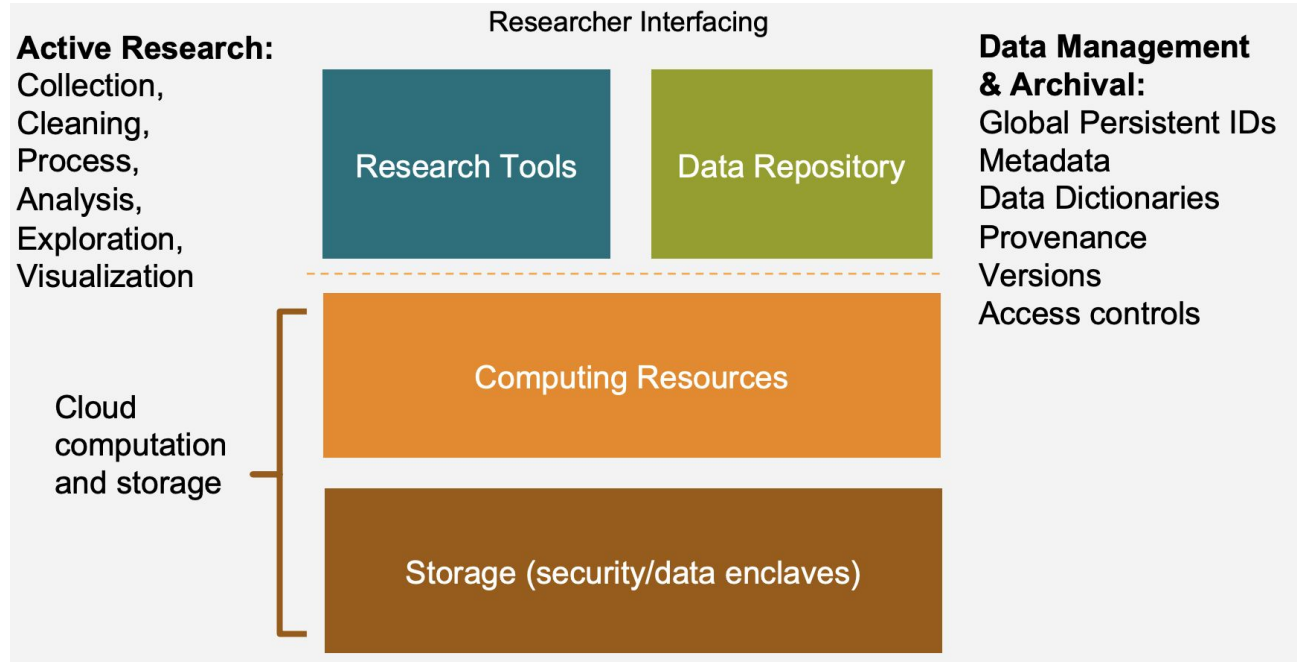 Researcher Interfacing
Active Research:
Collection,
Cleaning,
Process,
Analysis,
Exploration,
Visualization
Research Tools
Data Repository
Data Management
& Archival:
Global Persistent IDs
Metadata
Data Dictionaries
Provenance
Versions
Access controls
Computing Resources
Cloud
computation
and storage
Storage (security/data enclaves)